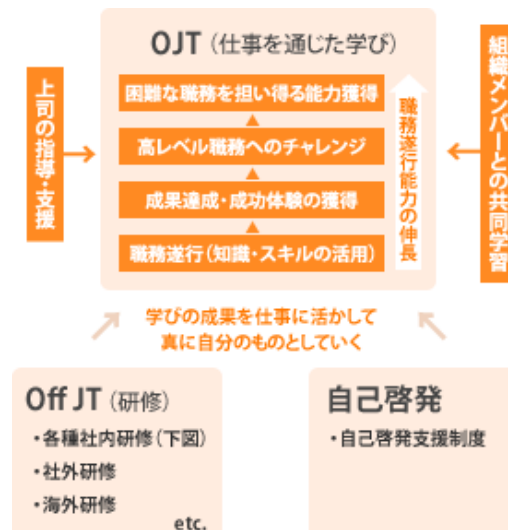 OJT（仕事を通じた学び）
上司の指導・支援
困難な職務を担い得る能力獲得
高レベル職務へのチャレンジ
成果達成・成功体験の獲得
職務遂行（知識・スキルの活用）
職務遂行能力の伸長
組織メンバーとの共同学習
学びの成果を仕事に活かして
真に自分のものとしていく
Off JT（研修）
・各種社内研修（下図）
・社外研修
・海外研修
etc.
自己啓発
・自己啓発支援制度